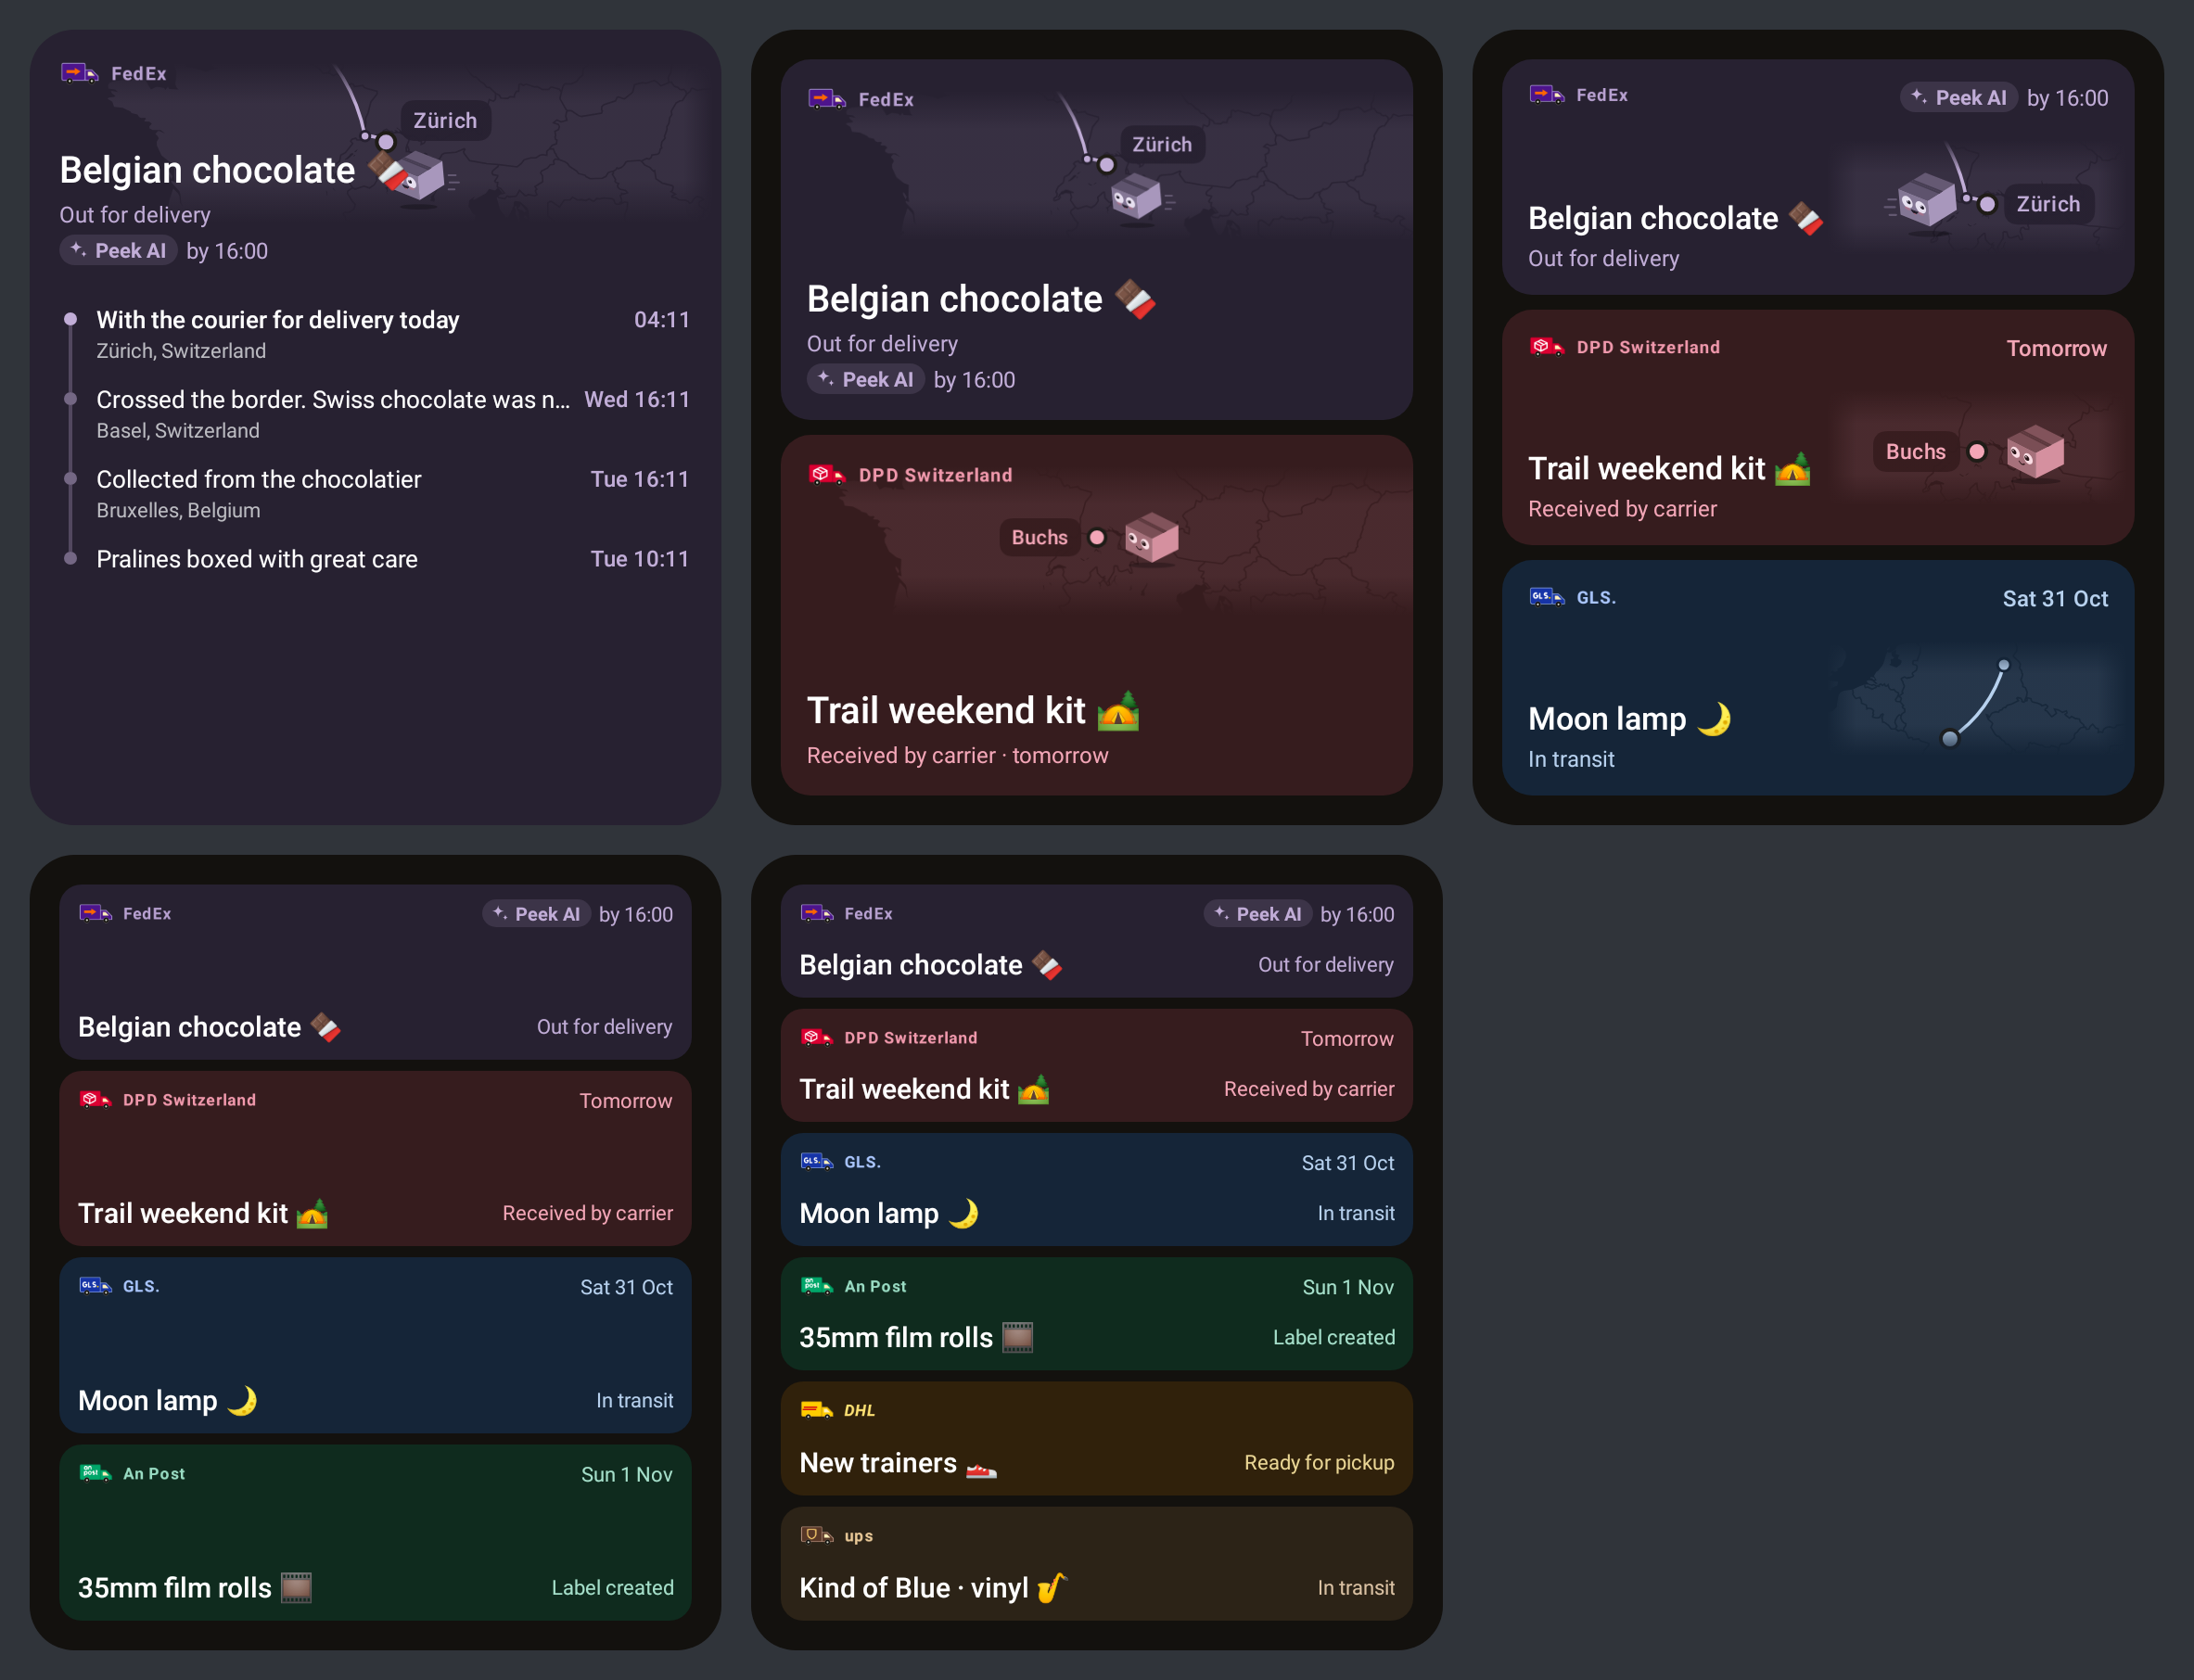 FedEx
Zürich
Belgian chocolate 🍫
Out for delivery
Peek AI by 16:00
With the courier for delivery today 04:11
Zürich, Switzerland
Crossed the border. Swiss chocolate was n... Wed 16:11
Basel, Switzerland
Collected from the chocolatier Tue 16:11
Bruxelles, Belgium
Pralines boxed with great care Tue 10:11
FedEx
Zürich
Belgian chocolate 🍫
Out for delivery
Peek AI by 16:00
DPD Switzerland
Buchs
Trail weekend kit 🏕️
Received by carrier · tomorrow
FedEx Peek AI by 16:00
Zürich
Belgian chocolate 🍫
Out for delivery
DPD Switzerland Tomorrow
Buchs
Trail weekend kit 🏕️
Received by carrier
GLS. GLS. Sat 31 Oct
Moon lamp 🌙
In transit
FedEx Peek AI by 16:00
Belgian chocolate 🍫 Out for delivery
DPD Switzerland Tomorrow
Trail weekend kit 🏕️ Received by carrier
GLS. GLS. Sat 31 Oct
Moon lamp 🌙 In transit
an post An Post Sun 1 Nov
35mm film rolls 🎞️ Label created
FedEx Peek AI by 16:00
Belgian chocolate 🍫 Out for delivery
DPD Switzerland Tomorrow
Trail weekend kit 🏕️ Received by carrier
GLS. GLS. Sat 31 Oct
Moon lamp 🌙 In transit
an post An Post Sun 1 Nov
35mm film rolls 🎞️ Label created
DHL
New trainers 👟 Ready for pickup
ups
Kind of Blue · vinyl 🎷 In transit